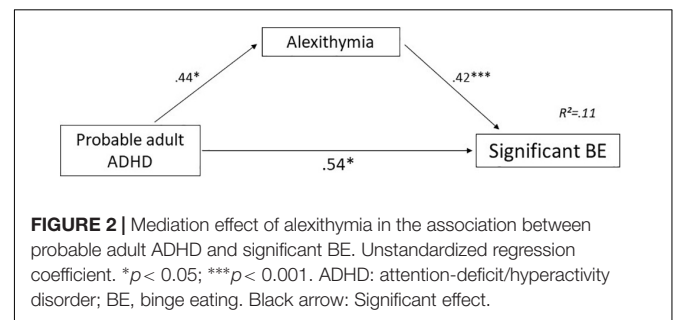 Alexithymia
.44*
.42***
R²=.11
Probable adult
ADHD
Significant BE
.54*
FIGURE 2 | Mediation effect of alexithymia in the association between
probable adult ADHD and significant BE. Unstandardized regression
coefficient. *p< 0.05; ***p< 0.001. ADHD: attention-deficit/hyperactivity
disorder; BE, binge eating. Black arrow: Significant effect.